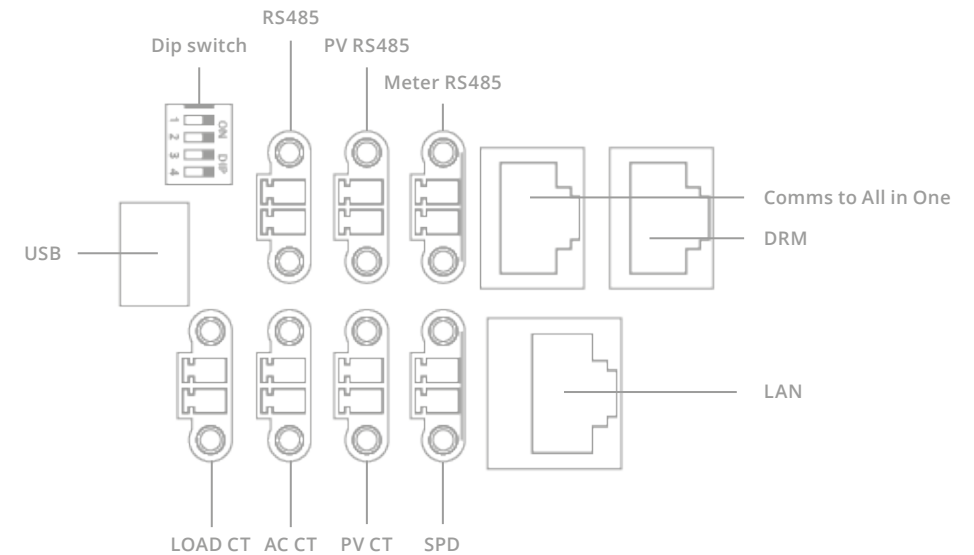 RS485
Dip switch
PV RS485
Meter RS485
1
2
3
4
ON
DIP
Comms to All in One
DRM
USB
LAN
LOAD CT
AC CT
PV CT
SPD